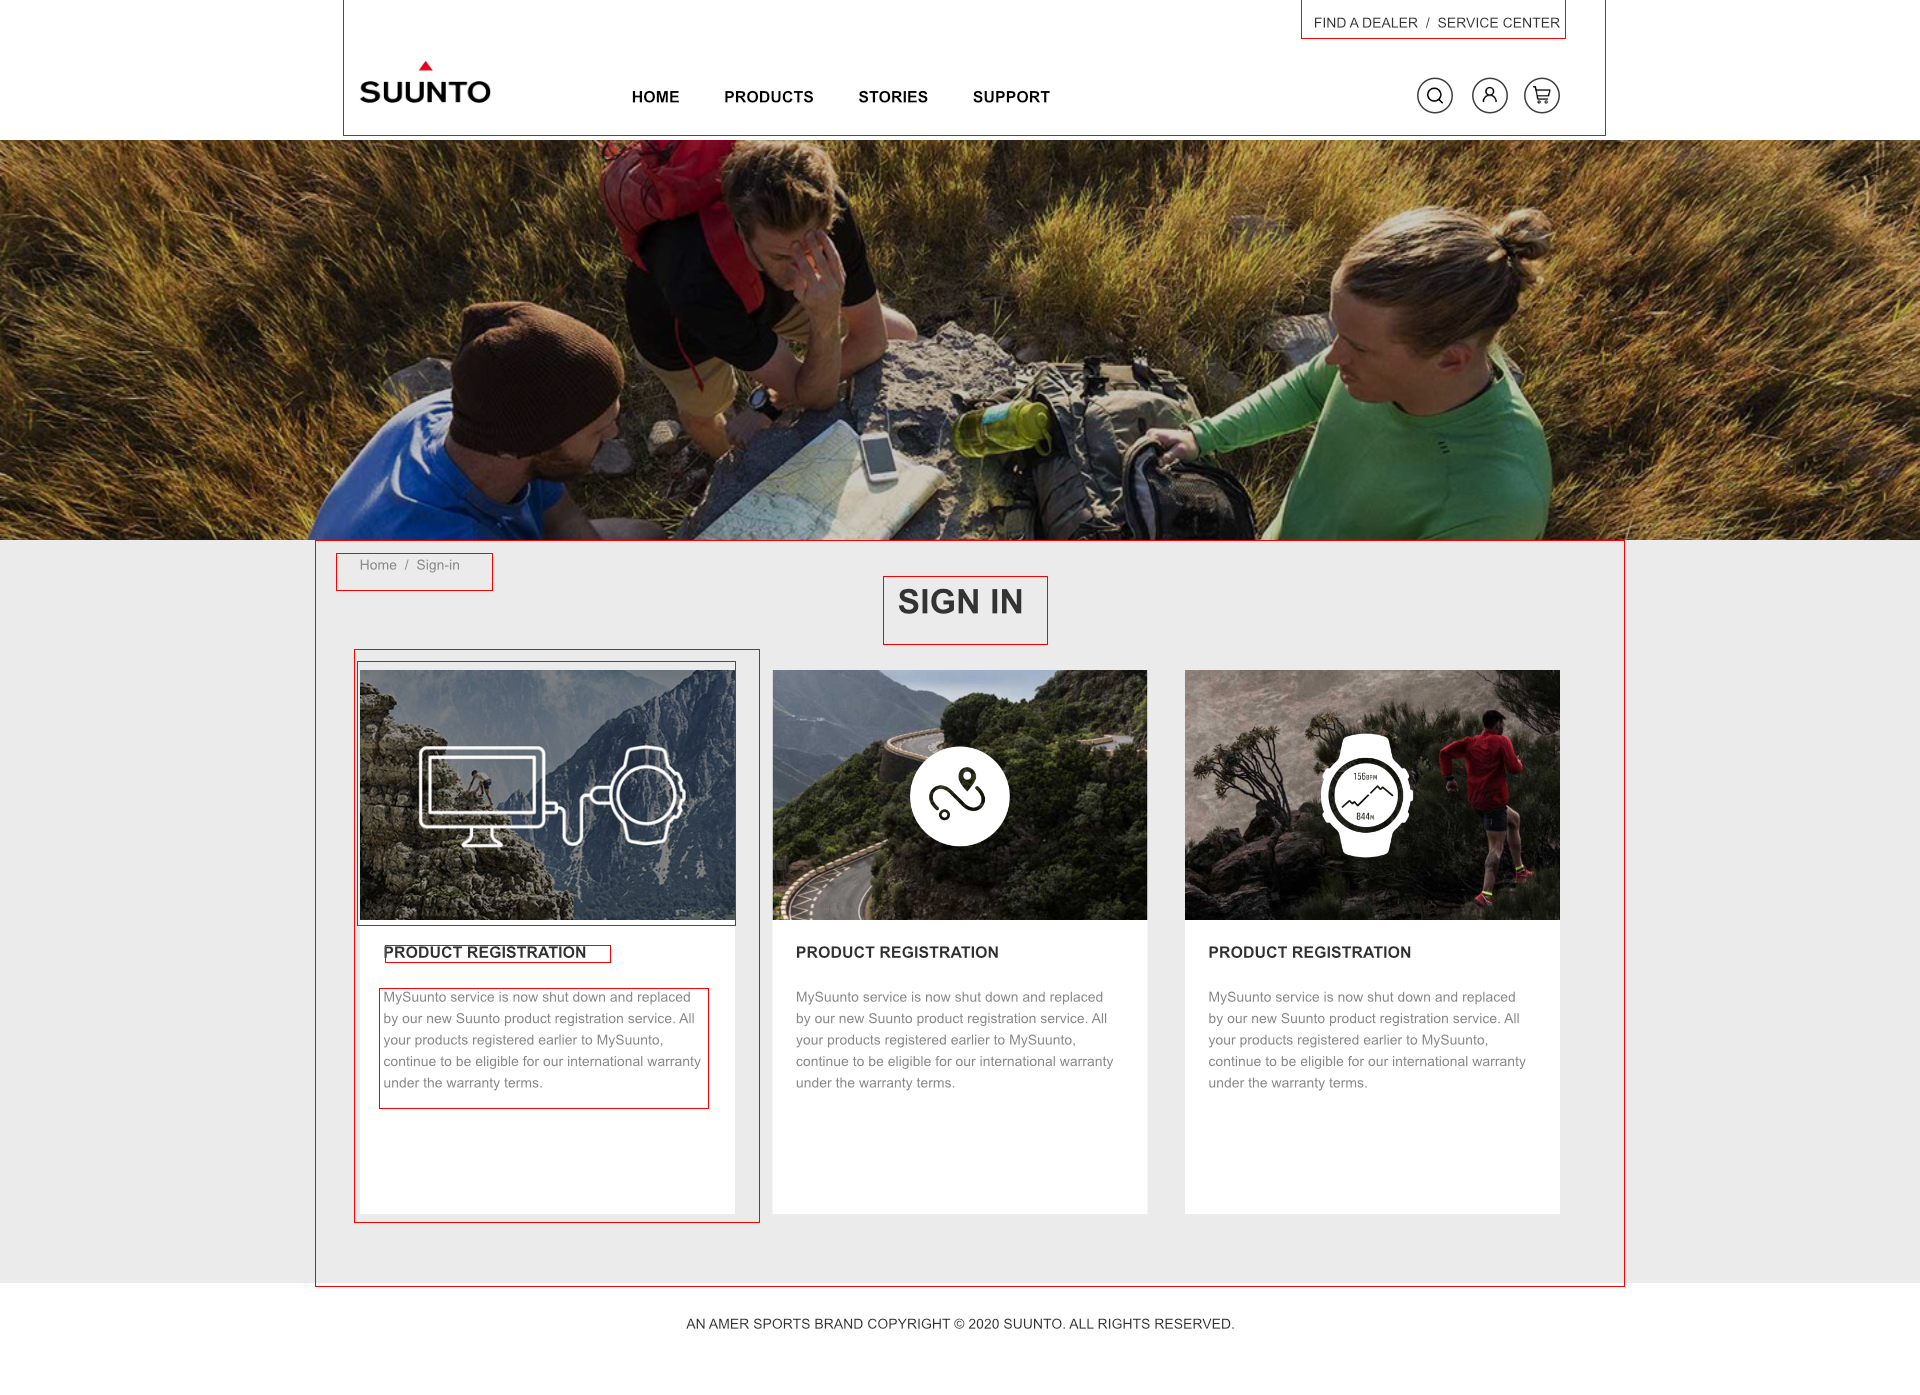 FIND A DEALER / SERVICE CENTER
SUUNTO
HOME PRODUCTS STORIES SUPPORT
Home / Sign-in
SIGN IN
156BPM
844M
PRODUCT REGISTRATION
MySuunto service is now shut down and replaced
by our new Suunto product registration service. All
your products registered earlier to MySuunto,
continue to be eligible for our international warranty
under the warranty terms.
PRODUCT REGISTRATION
MySuunto service is now shut down and replaced
by our new Suunto product registration service. All
your products registered earlier to MySuunto,
continue to be eligible for our international warranty
under the warranty terms.
PRODUCT REGISTRATION
MySuunto service is now shut down and replaced
by our new Suunto product registration service. All
your products registered earlier to MySuunto,
continue to be eligible for our international warranty
under the warranty terms.
AN AMER SPORTS BRAND COPYRIGHT © 2020 SUUNTO. ALL RIGHTS RESERVED.